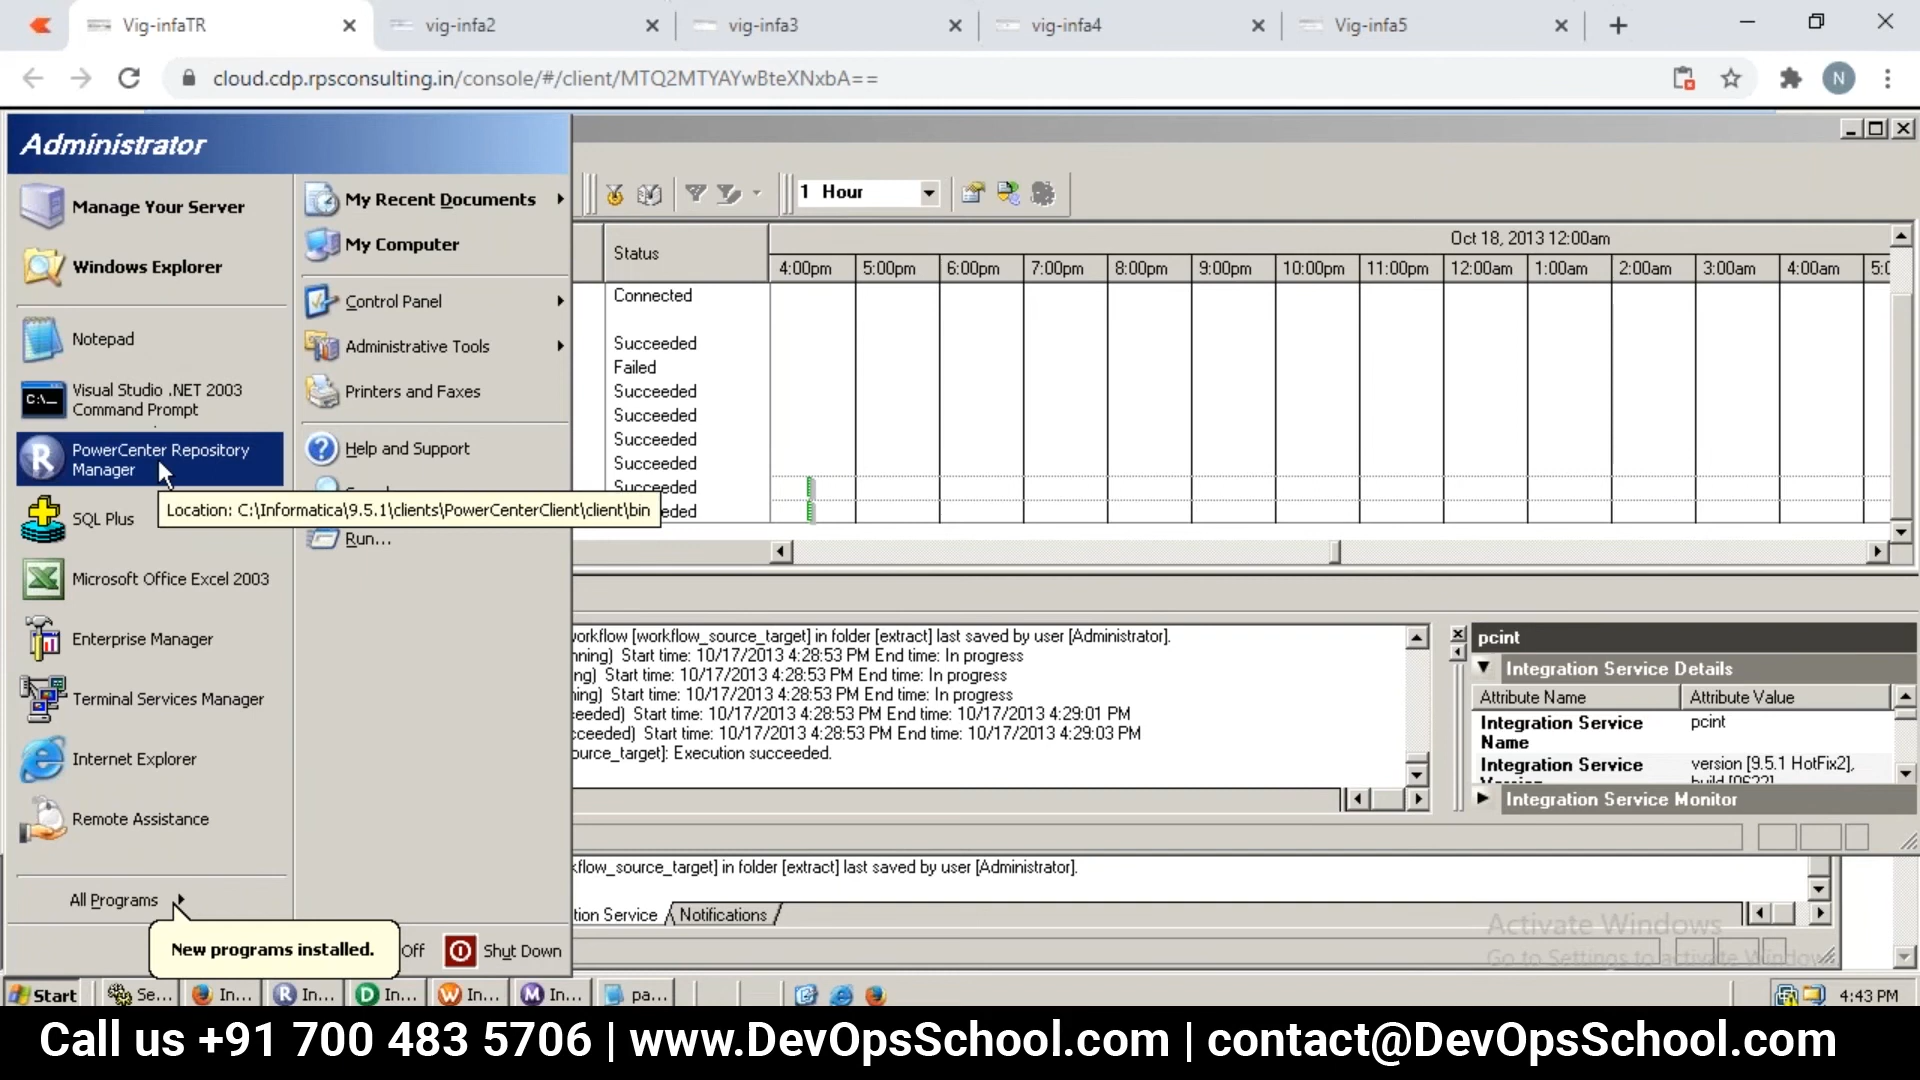 Vig-infaTR
vig-infa2
vig-infa3
vig-infa4
Vig-infa5
cloud.cdp.rpsconsulting.in/console/#/client/MTQ2MTYAYwBteXNxbA==
N
Administrator
Manage Your Server
Windows Explorer
Notepad
Visual Studio .NET 2003
Command Prompt
C:\_
PowerCenter Repository
Manager
SQL Plus
Microsoft Office Excel 2003
Enterprise Manager
Terminal Services Manager
Internet Explorer
Remote Assistance
All Programs
New programs installed.
My Recent Documents
My Computer
Control Panel
Administrative Tools
Printers and Faxes
Help and Support
Location: C:\Informatica\9.5.1\clients\PowerCenterClient\client\bin
Run...
Off
Shut Down
1 Hour
Status
Oct 18, 2013 12:00am
4:00pm 5:00pm 6:00pm 7:00pm 8:00pm 9:00pm 10:00pm 11:00pm 12:00am 1:00am 2:00am 3:00am 4:00am 5:0
Connected
Succeeded
Failed
Succeeded
Succeeded
Succeeded
Succeeded
Succeeded
eded
orkflow [workflow_source_target] in folder [extract] last saved by user [Administrator].
nning) Start time: 10/17/2013 4:28:53 PM End time: In progress
ing) Start time: 10/17/2013 4:28:53 PM End time: In progress
ning) Start time: 10/17/2013 4:28:53 PM End time: In progress
eeded) Start time: 10/17/2013 4:28:53 PM End time: 10/17/2013 4:29:01 PM
cceeded) Start time: 10/17/2013 4:28:53 PM End time: 10/17/2013 4:29:03 PM
ource_target]: Execution succeeded.
pcint
Integration Service Details
Attribute Name Attribute Value
Integration Service
Name
pcint
Integration Service
version [9.5.1 HotFix2],
Integration Service Monitor
kflow_source_target] in folder [extract] last saved by user [Administrator].
tion Service
Notifications
Activate Windows
Go to Settings to activate Windows.
Start
Se...
In...
In...
In...
In...
In...
pa...
4:43 PM
Call us +91 700 483 5706 | www.DevOpsSchool.com | contact@DevOpsSchool.com